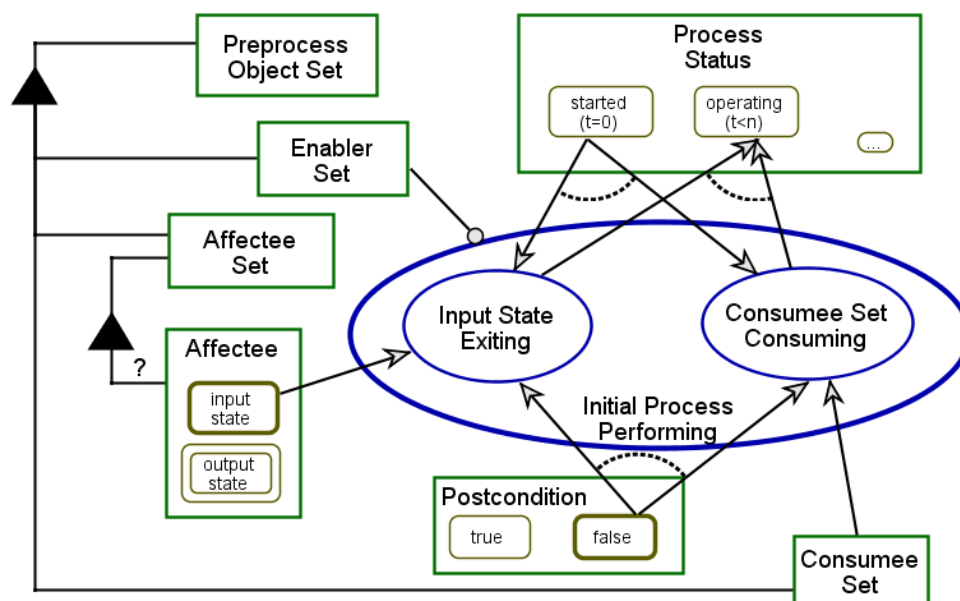 Preprocess
Object Set
Process
Status
started
(t=0)
operating
(t<n)
...
Enabler
Set
Affectee
Set
Input State
Exiting
Consumee Set
Consuming
?
Affectee
input
state
output
state
Initial Process
Performing
Postcondition
true
false
Consumee
Set